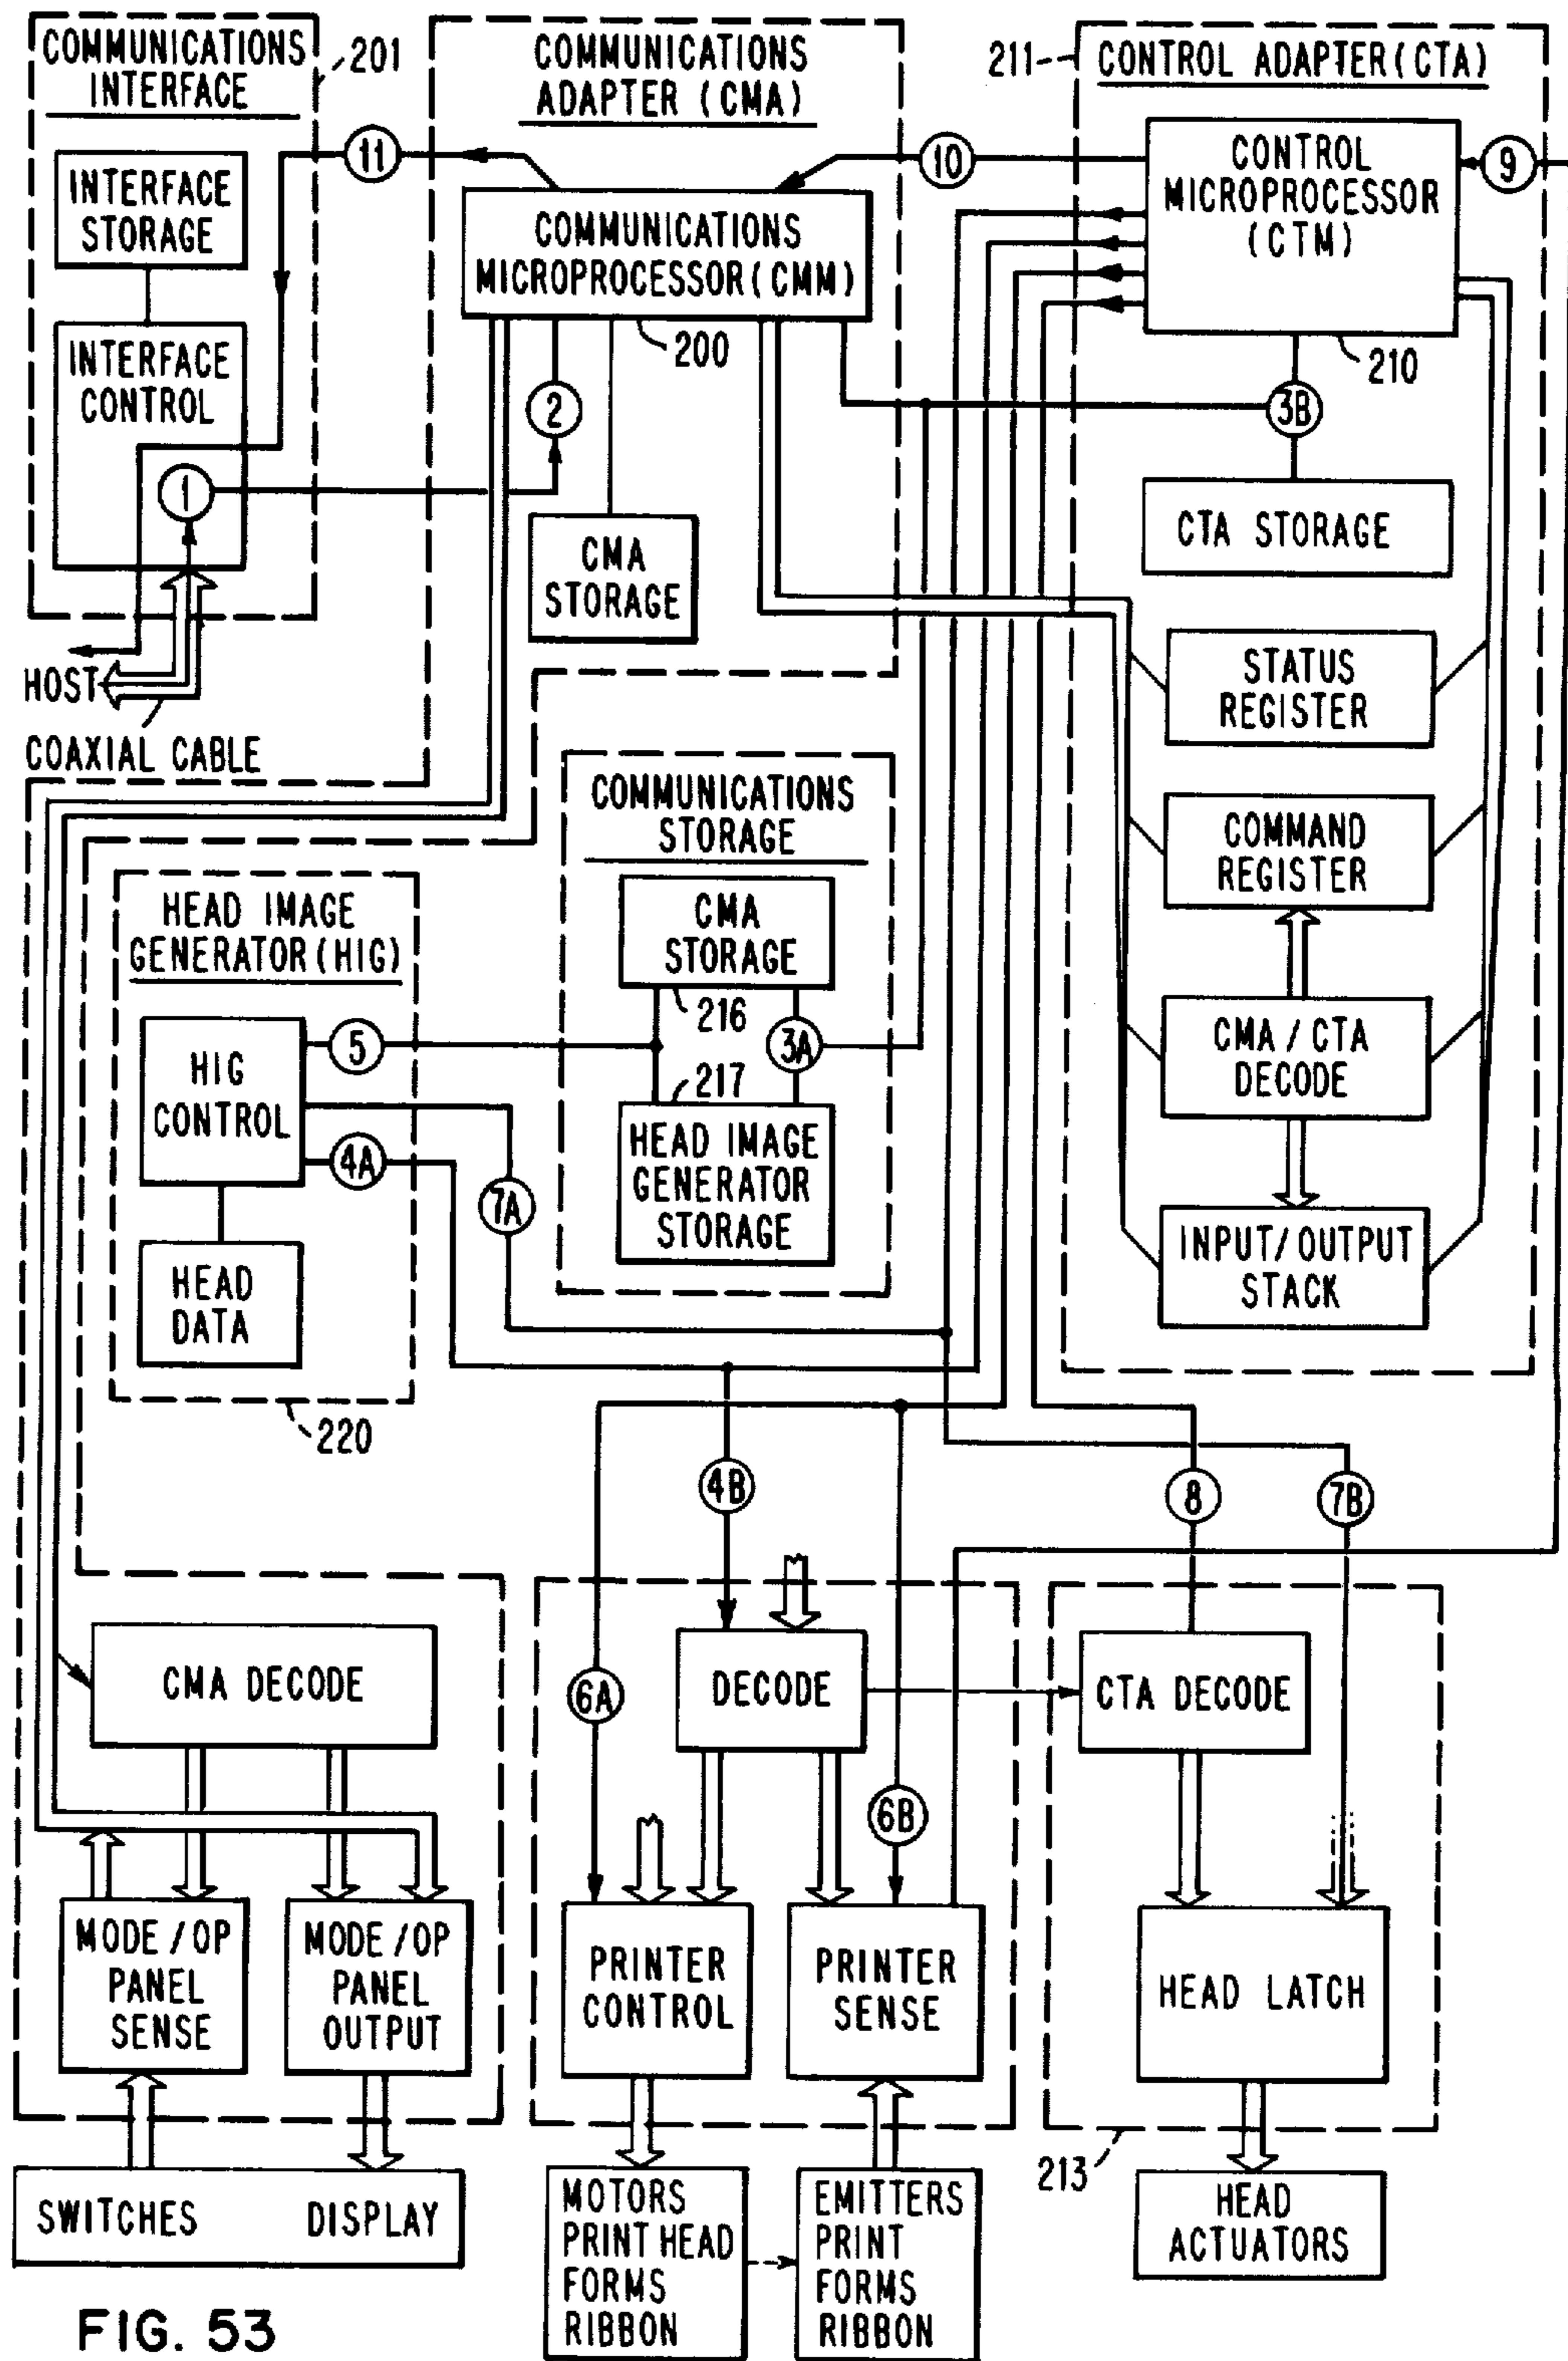 COMMUNICATIONS
INTERFACE
201
INTERFACE
STORAGE
INTERFACE
CONTROL
1
HOST
COAXIAL CABLE
11
COMMUNICATIONS
ADAPTER (CMA)
COMMUNICATIONS
MICROPROCESSOR(CMM)
200
2
CMA
STORAGE
10
211
CONTROL ADAPTER(CTA)
CONTROL
MICROPROCESSOR
(CTM)
9
210
3B
CTA STORAGE
STATUS
REGISTER
COMMAND
REGISTER
CMA / CTA
DECODE
INPUT/OUTPUT
STACK
COMMUNICATIONS
STORAGE
CMA
STORAGE
216
3A
217
HEAD IMAGE
GENERATOR
STORAGE
HEAD IMAGE
GENERATOR(HIG)
HIG
CONTROL
5
4A
7A
HEAD
DATA
220
4B
8
7B
CMA DECODE
MODE /OP
PANEL
SENSE
MODE /OP
PANEL
OUTPUT
SWITCHES
DISPLAY
6A
DECODE
6B
PRINTER
CONTROL
PRINTER
SENSE
MOTORS
PRINT HEAD
FORMS
RIBBON
EMITTERS
PRINT
FORMS
RIBBON
CTA DECODE
HEAD LATCH
213
HEAD
ACTUATORS
FIG. 53